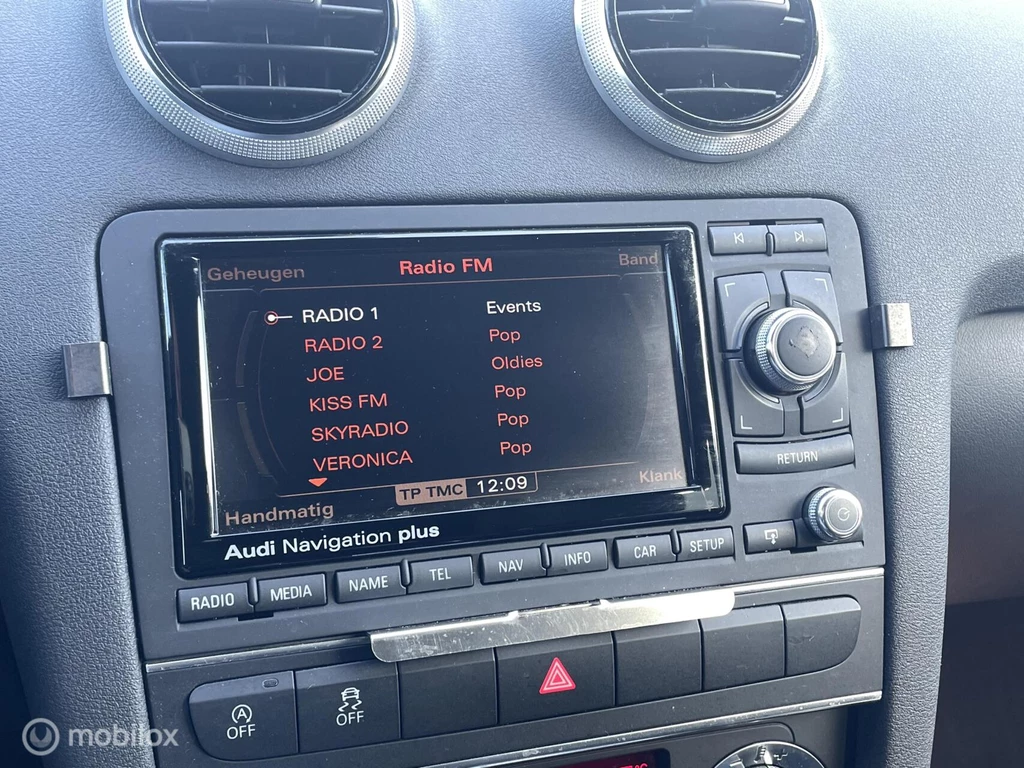 Geheugen Radio FM Band
RADIO 1 Events
RADIO 2 Pop
JOE Oldies
KISS FM Pop
SKYRADIO Pop
VERONICA Pop
Handmatig TP TMC 12:09 Klank
Audi Navigation plus
RETURN
RADIO MEDIA NAME TEL NAV INFO CAR SETUP
A OFF
OFF
mobilox